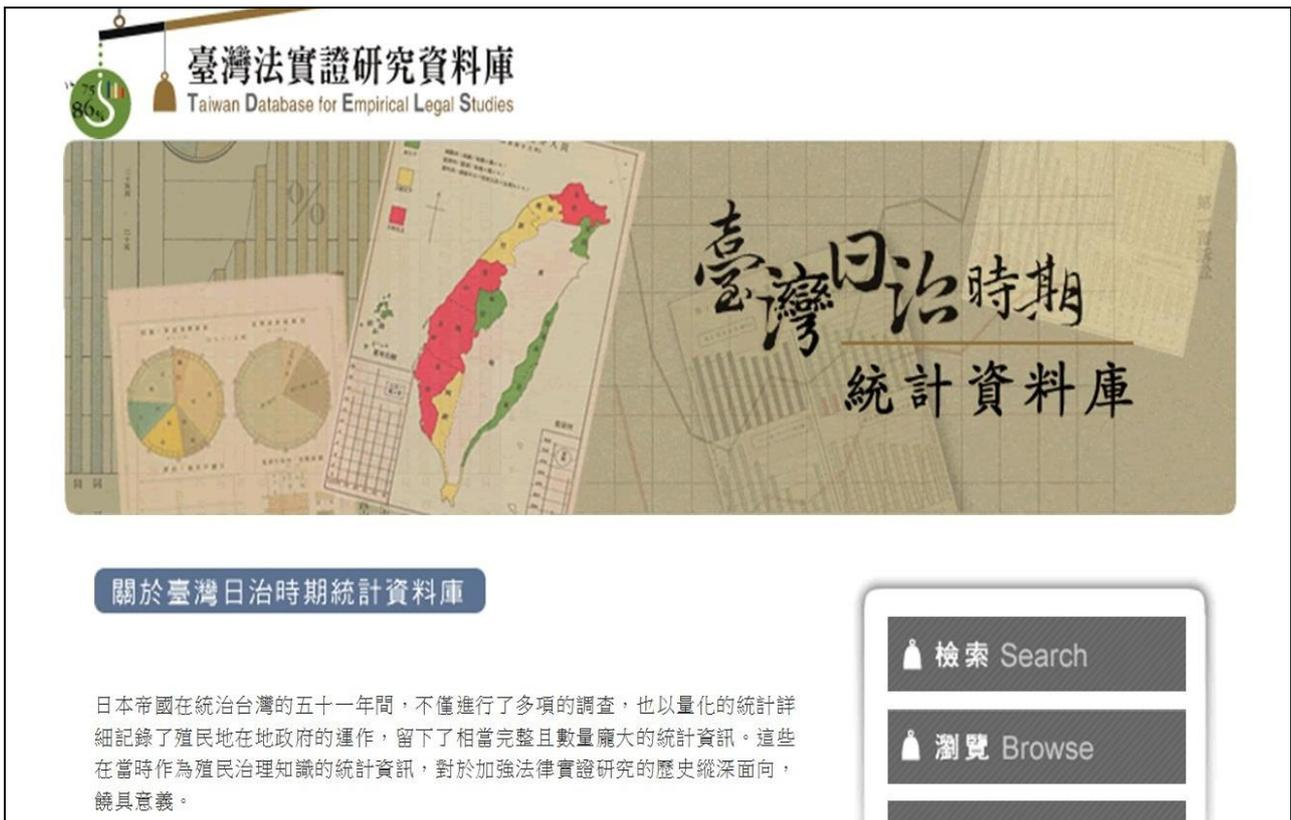 75
86%
臺灣法實證研究資料庫
Taiwan Database for Empirical Legal Studies
%
臺灣日治時期
統計資料庫
關於臺灣日治時期統計資料庫
檢索 Search
瀏覽 Browse
日本帝國在統治台灣的五十一年間,不僅進行了多項的調查,也以量化的統計詳
細記錄了殖民地在地政府的運作,留下了相當完整且數量龐大的統計資訊。這些
在當時作為殖民治理知識的統計資訊,對於加強法律實證研究的歷史縱深面向,
饒具意義。